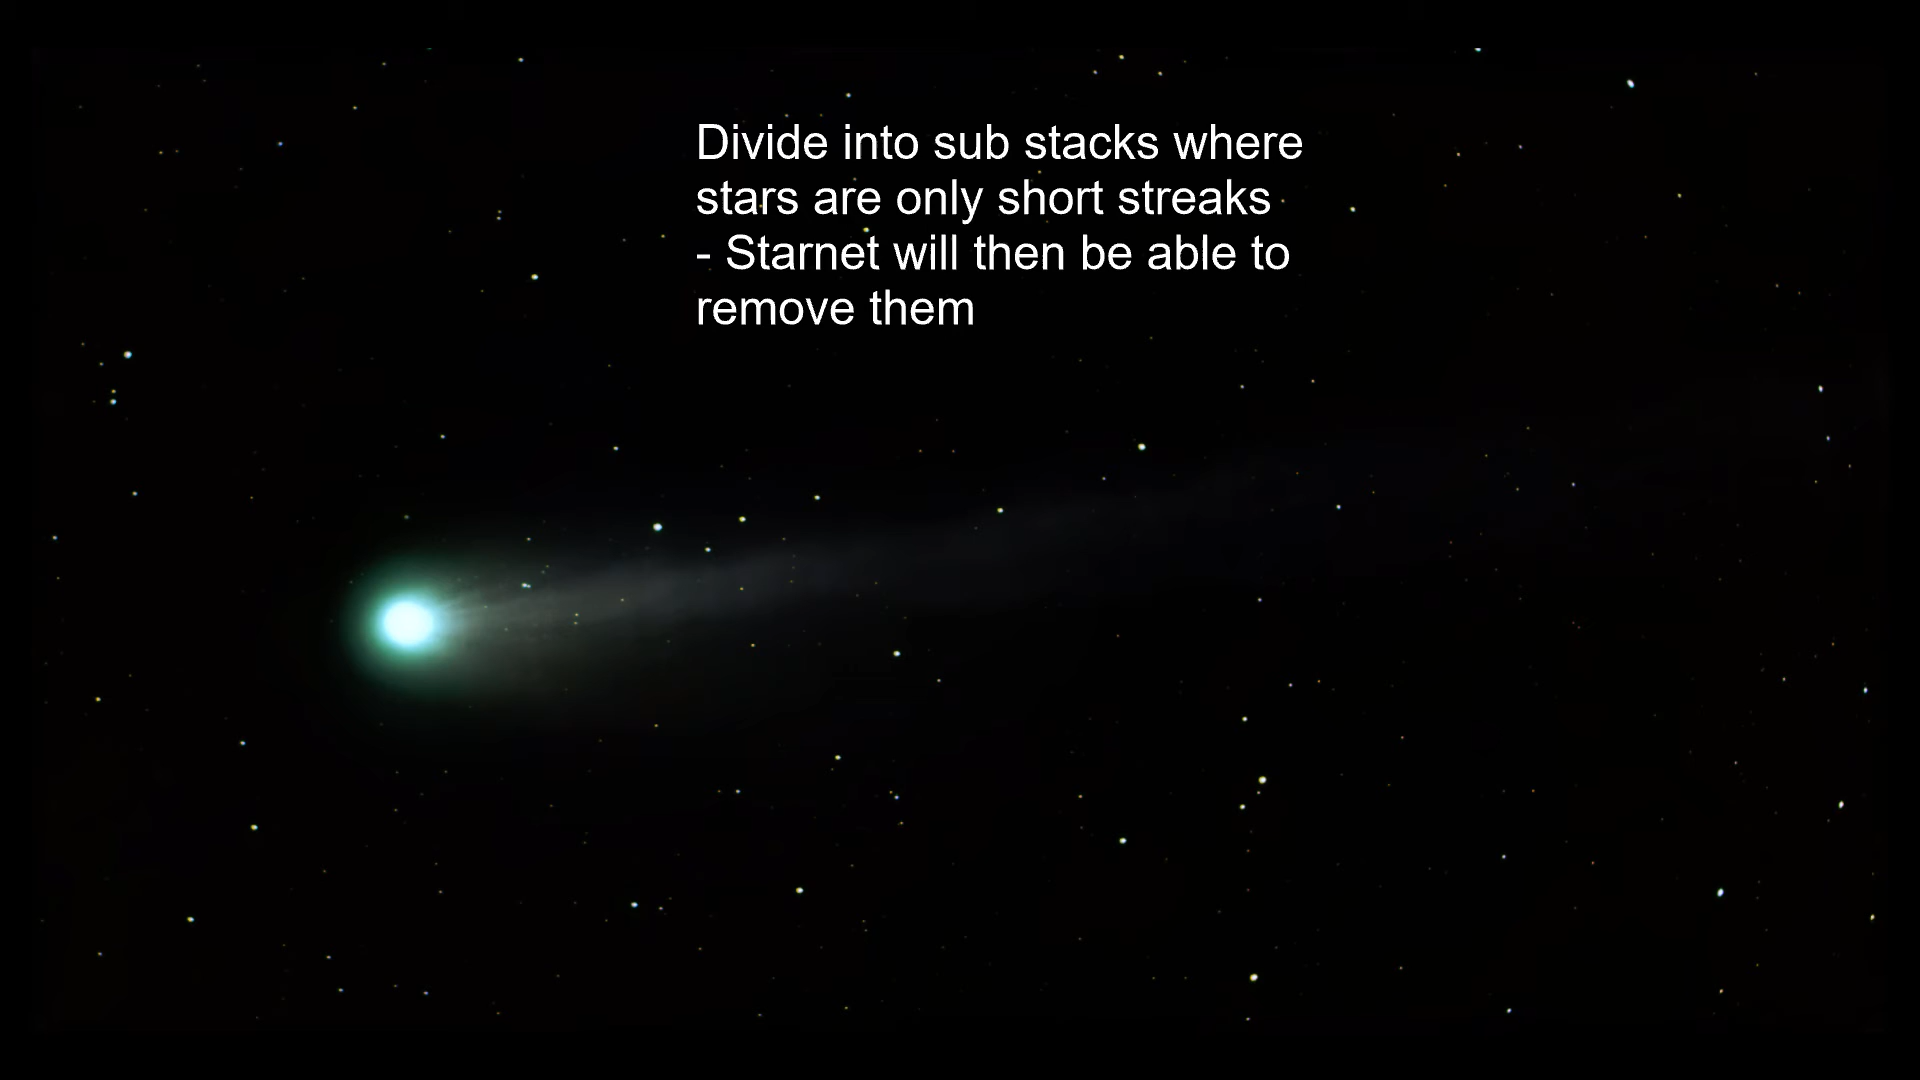 Divide into sub stacks where
stars are only short streaks
- Starnet will then be able to
remove them